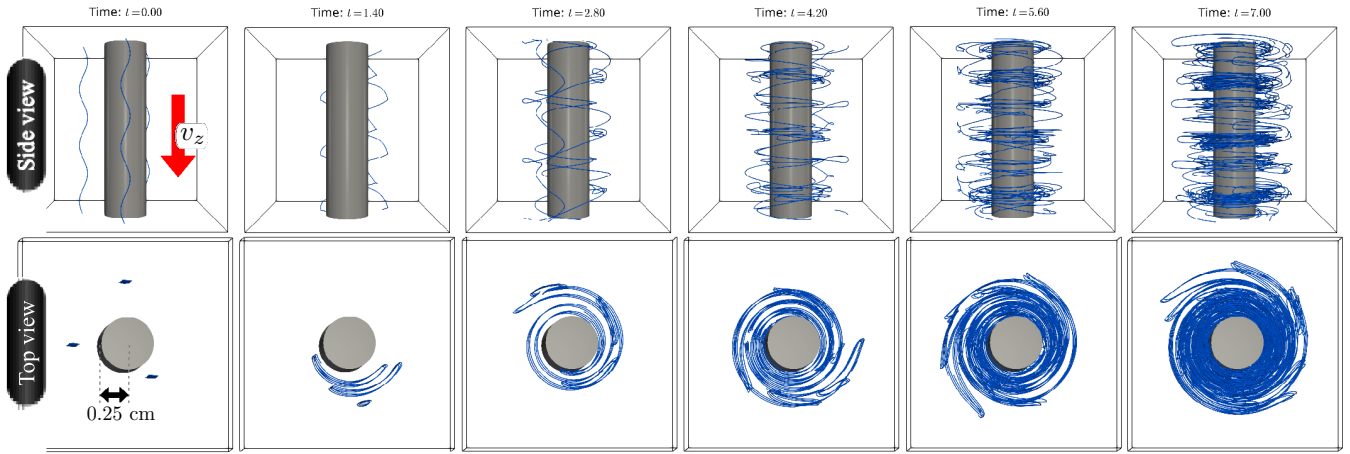 Time: t=0.00
Time: t=1.40
Time: t=2.80
Time: t=4.20
Time: t=5.60
Time: t=7.00
Side view
v_z
Top view
0.25 cm